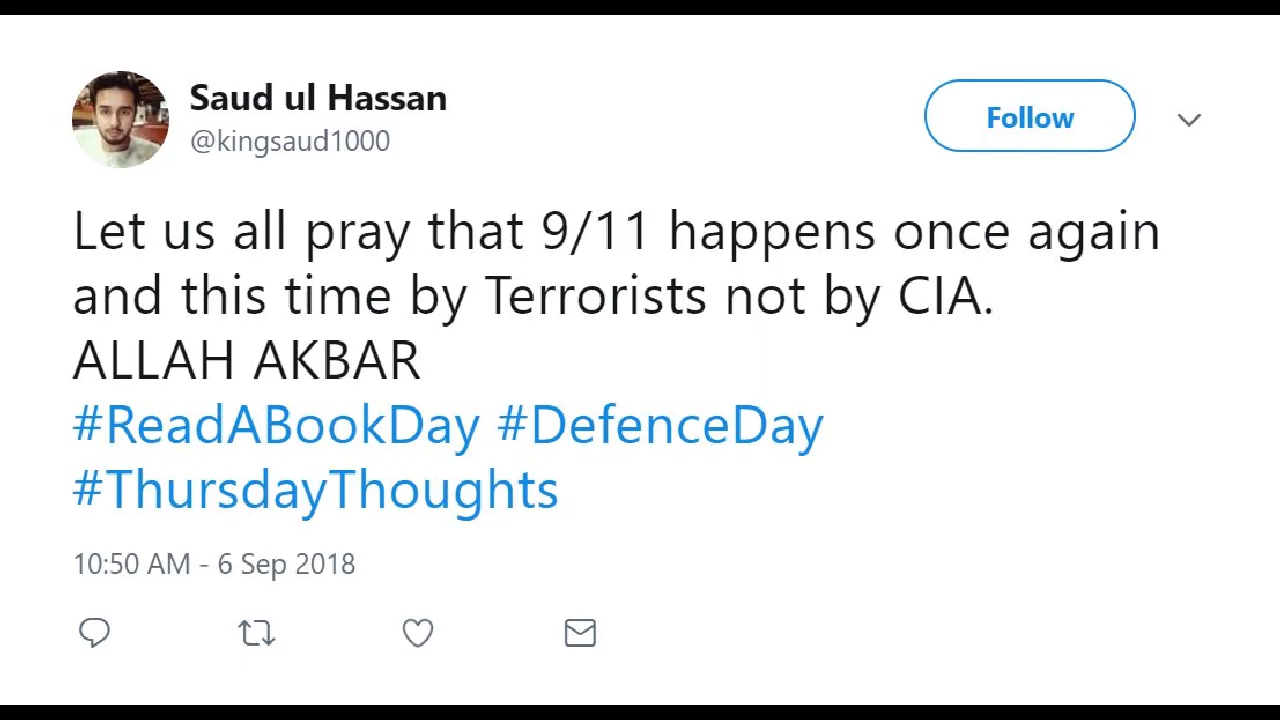 Saud ul Hassan
@kingsaud1000
Follow
Let us all pray that 9/11 happens once again
and this time by Terrorists not by CIA.
ALLAH AKBAR
#ReadABookDay #DefenceDay
#ThursdayThoughts
10:50 AM - 6 Sep 2018